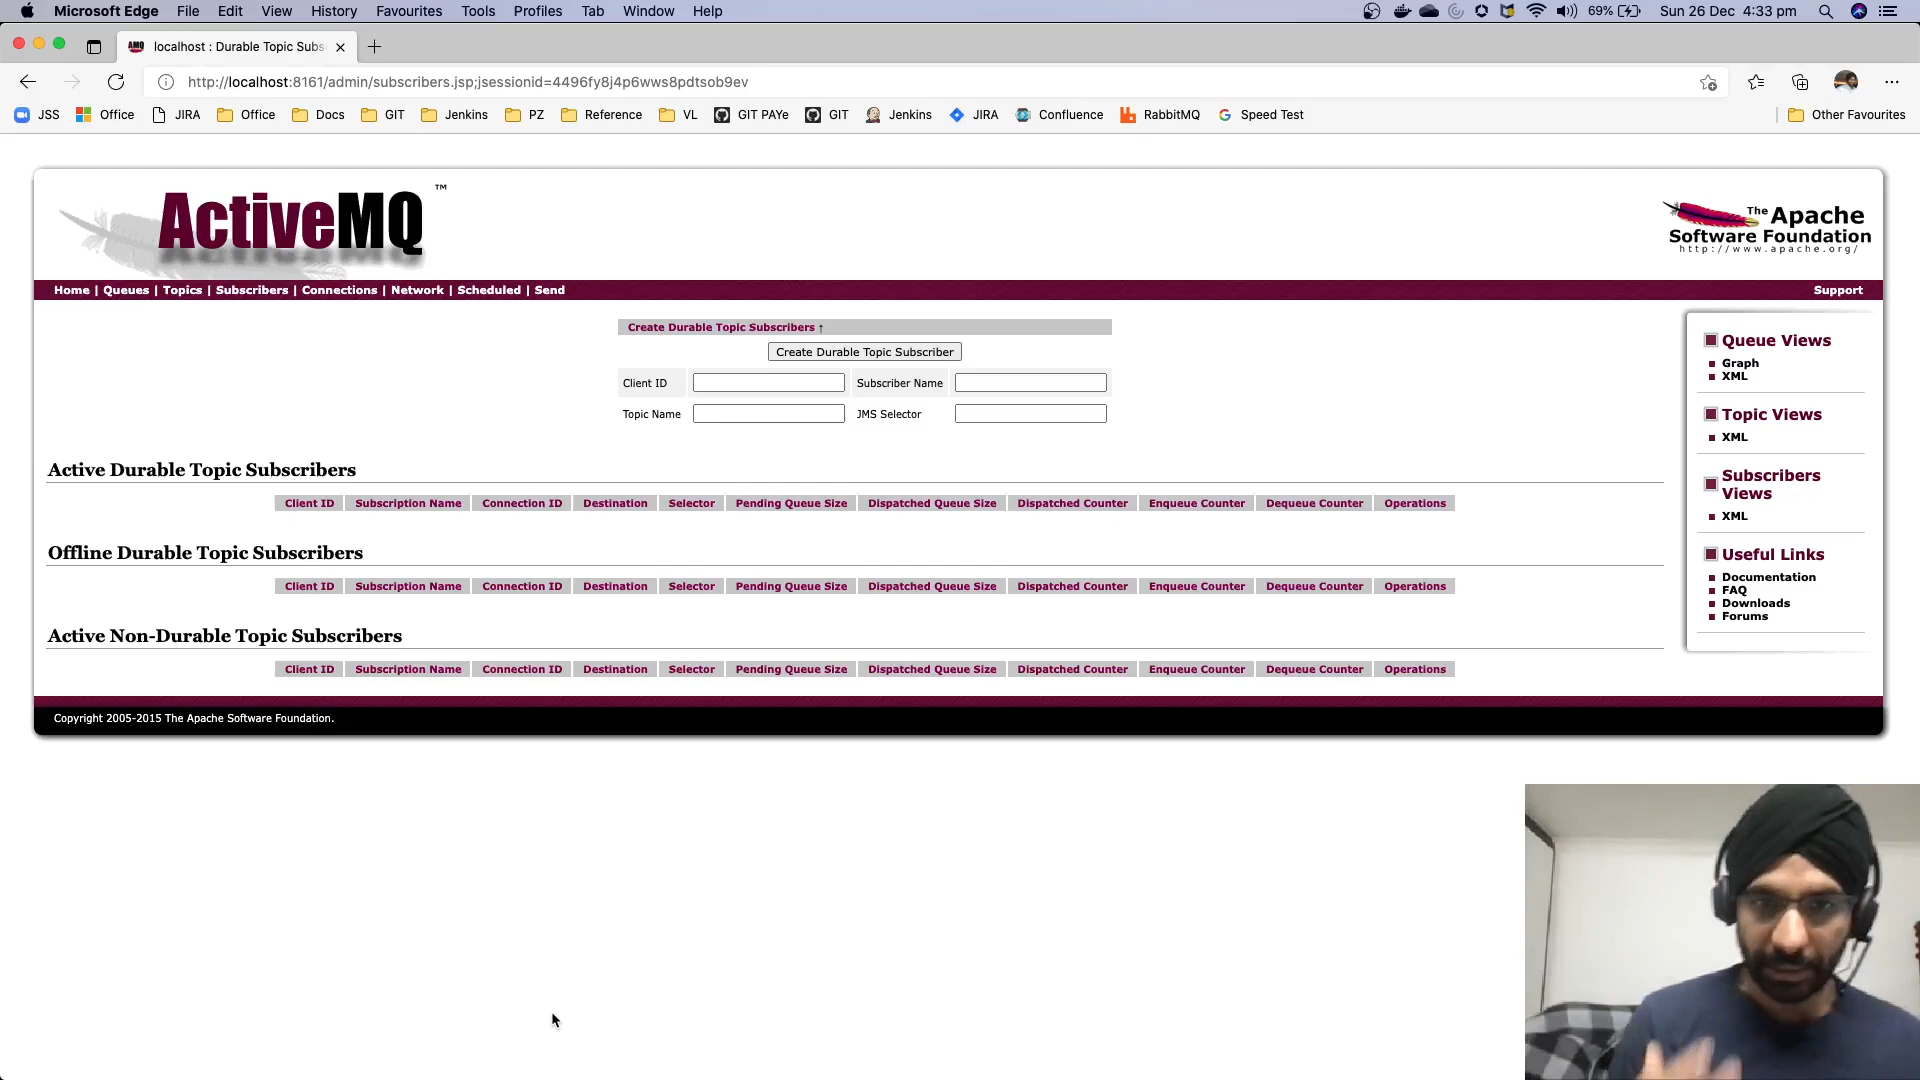 Microsoft Edge File Edit View History Favourites Tools Profiles Tab Window Help 69% Sun 26 Dec 4:33 pm
AMQ localhost : Durable Topic Subs
http://localhost:8161/admin/subscribers.jsp;jsessionid=4496fy8j4p6wws8pdtsob9ev
JSS Office JIRA Office Docs GIT Jenkins PZ Reference VL GIT PAYe GIT Jenkins JIRA Confluence RabbitMQ Speed Test Other Favourites
ActiveMQ ™
The Apache
Software Foundation
http://www.apache.org/
Home | Queues | Topics | Subscribers | Connections | Network | Scheduled | Send Support
Create Durable Topic Subscribers ↑
Create Durable Topic Subscriber
Client ID Subscriber Name
Topic Name JMS Selector
Active Durable Topic Subscribers
Client ID Subscription Name Connection ID Destination Selector Pending Queue Size Dispatched Queue Size Dispatched Counter Enqueue Counter Dequeue Counter Operations
Offline Durable Topic Subscribers
Client ID Subscription Name Connection ID Destination Selector Pending Queue Size Dispatched Queue Size Dispatched Counter Enqueue Counter Dequeue Counter Operations
Active Non-Durable Topic Subscribers
Client ID Subscription Name Connection ID Destination Selector Pending Queue Size Dispatched Queue Size Dispatched Counter Enqueue Counter Dequeue Counter Operations
Queue Views
Graph
XML
Topic Views
XML
Subscribers
Views
XML
Useful Links
Documentation
FAQ
Downloads
Forums
Copyright 2005-2015 The Apache Software Foundation.